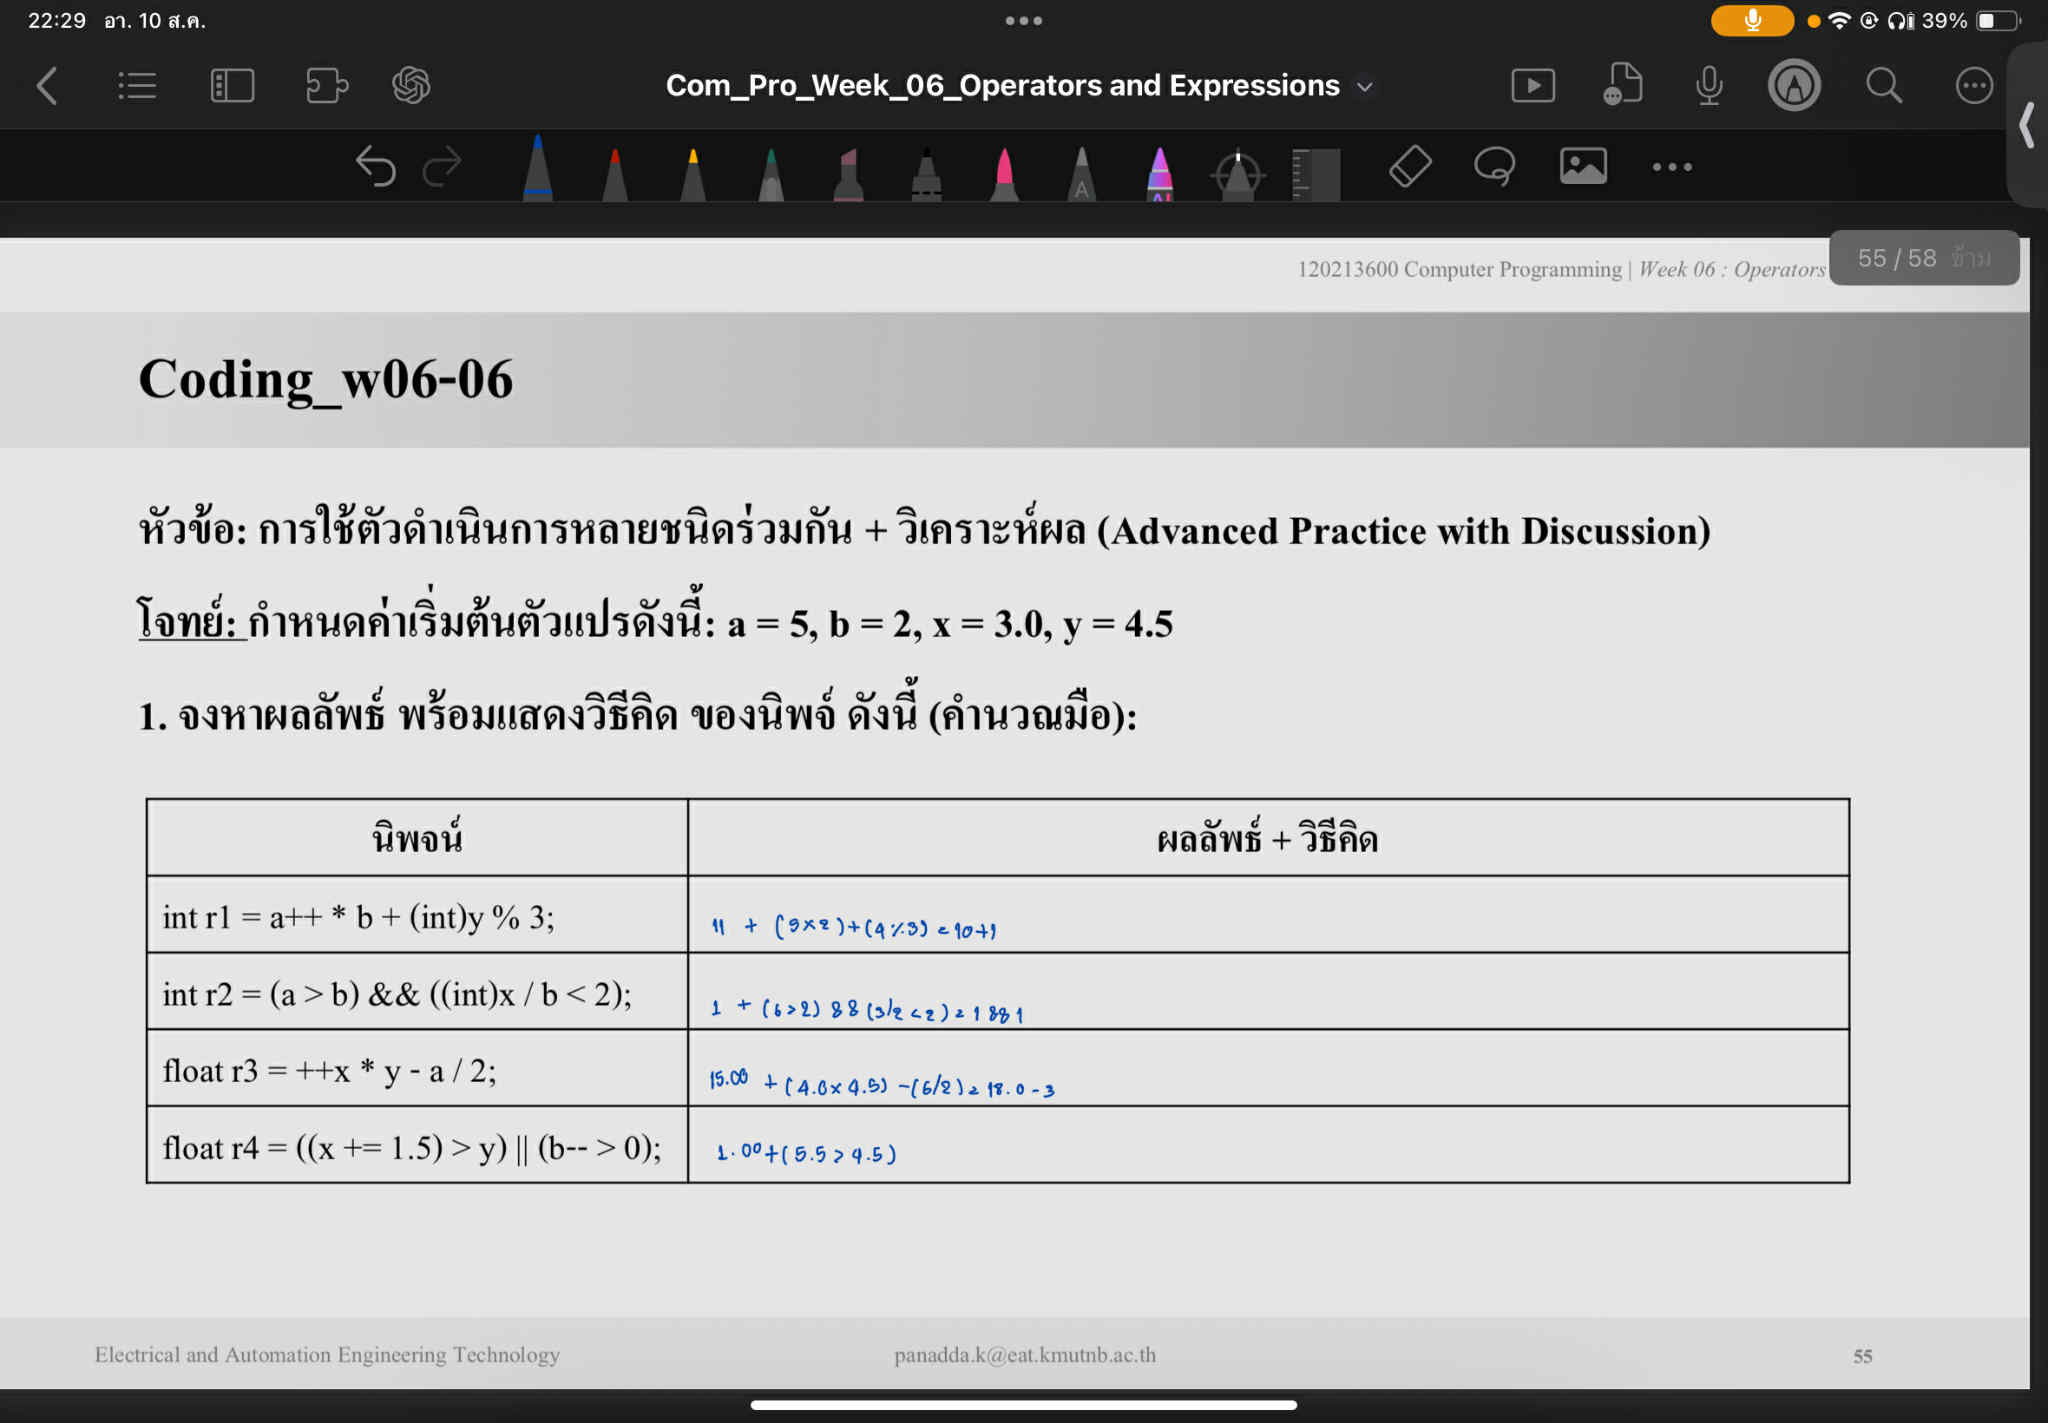 22:29 อา. 10 ส.ค.
39%
Com_Pro_Week_06_Operators and Expressions
A
AI
120213600 Computer Programming | Week 06 : Operators
55 / 58 ข้าม
Coding_w06-06
หัวข้อ: การใช้ตัวดำเนินการหลายชนิดร่วมกัน + วิเคราะห์ผล (Advanced Practice with Discussion)
โจทย์: กำหนดค่าเริ่มต้นตัวแปรดังนี้: a = 5, b = 2, x = 3.0, y = 4.5
1. จงหาผลลัพธ์ พร้อมแสดงวิธีคิด ของนิพจ์ ดังนี้ (คำนวณมือ):
นิพจน์ ผลลัพธ์ + วิธีคิด
int r1 = a++ * b + (int)y % 3; 11 + (5×2)+(4%3) = 10+1
int r2 = (a > b) && ((int)x / b < 2); 1 + (6>2) && (3/2 < 2) = 1 && 1
float r3 = ++x * y - a / 2; 15.00 + (4.0 × 4.5) - (6/2) = 18.0 - 3
float r4 = ((x += 1.5) > y) || (b-- > 0); 1.00+(5.5 > 4.5)
Electrical and Automation Engineering Technology panadda.k@eat.kmutnb.ac.th 55